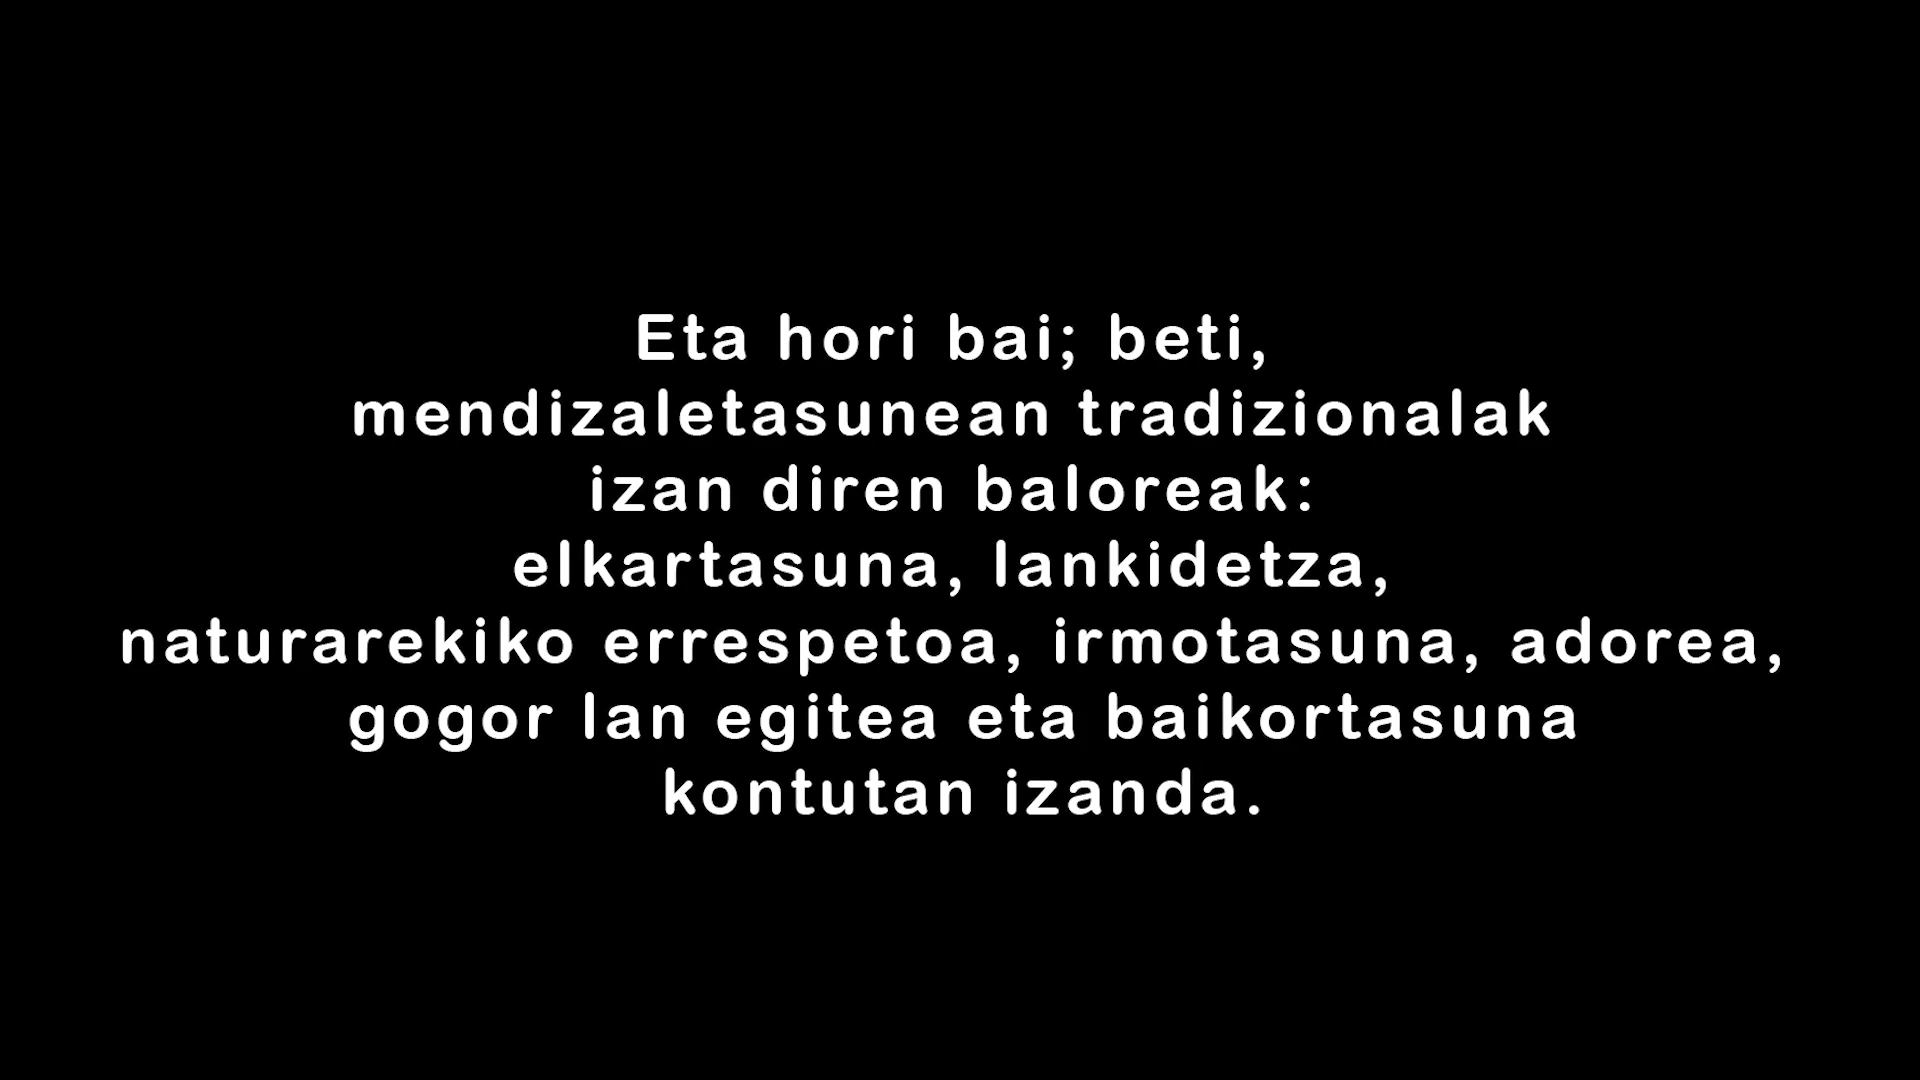 Eta hori bai; beti,
mendizaletasunean tradizionalak
izan diren baloreak:
elkartasuna, lankidetza,
naturarekiko errespetoa, irmotasuna, adorea,
gogor lan egitea eta baikortasuna
kontutan izanda.